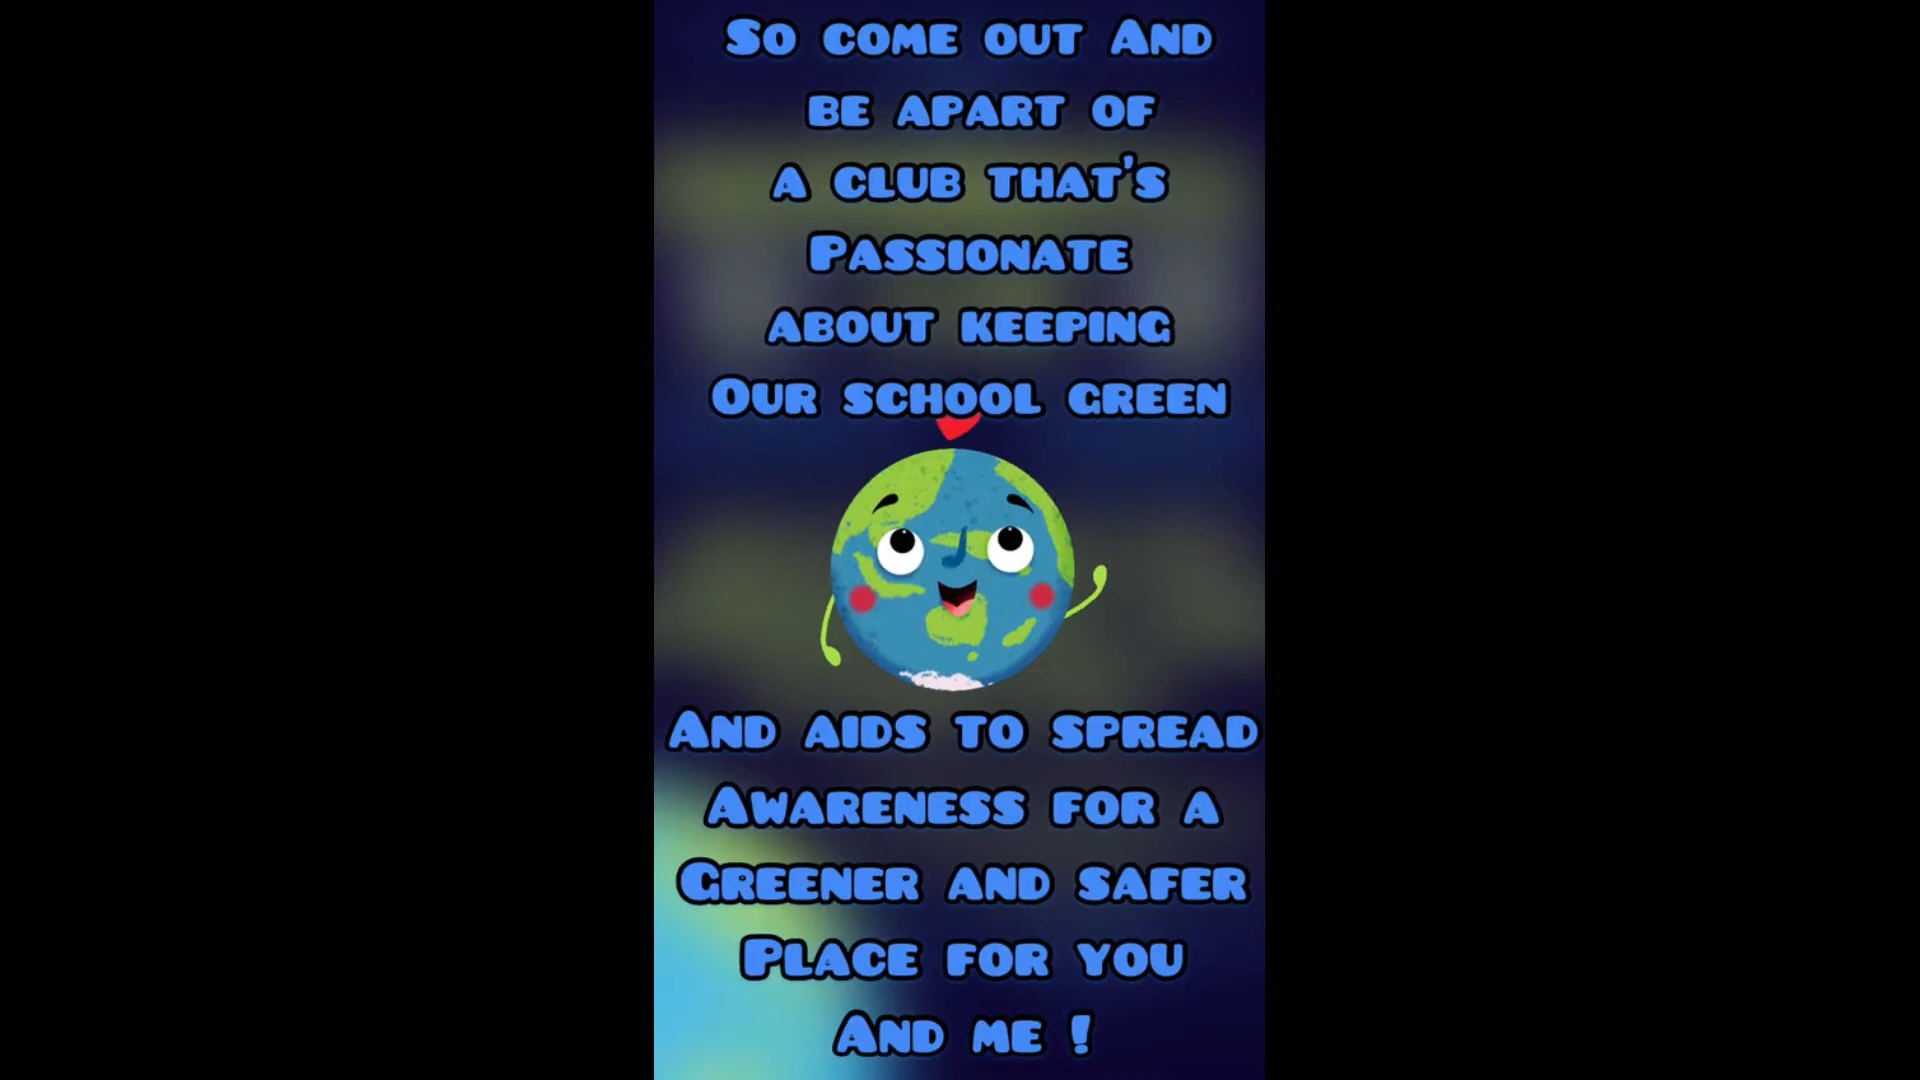 So come out And
be apart of
a club that's
Passionate
about keeping
Our school green
And aids to spread
Awareness for a
Greener and safer
Place for you
And me !